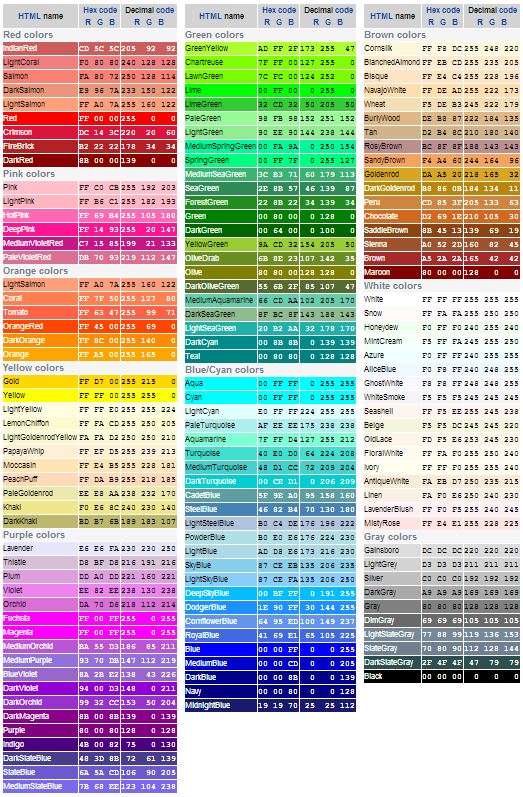 HTML name Hex code Decimal code
R G B R G B
Red colors
IndianRed CD 5C 5C 205 92 92
LightCoral F0 80 80 240 128 128
Salmon FA 80 72 250 128 114
DarkSalmon E9 96 7A 233 150 122
LightSalmon FF A0 7A 255 160 122
Red FF 00 00 255 0 0
Crimson DC 14 3C 220 20 60
FireBrick B2 22 22 178 34 34
DarkRed 8B 00 00 139 0 0
Pink colors
Pink FF C0 CB 255 192 203
LightPink FF B6 C1 255 182 193
HotPink FF 69 B4 255 105 180
DeepPink FF 14 93 255 20 147
MediumVioletRed C7 15 85 199 21 133
PaleVioletRed DB 70 93 219 112 147
Orange colors
LightSalmon FF A0 7A 255 160 122
Coral FF 7F 50 255 127 80
Tomato FF 63 47 255 99 71
OrangeRed FF 45 00 255 69 0
DarkOrange FF 8C 00 255 140 0
Orange FF A5 00 255 165 0
Yellow colors
Gold FF D7 00 255 215 0
Yellow FF FF 00 255 255 0
LightYellow FF FF E0 255 255 224
LemonChiffon FF FA CD 255 250 205
LightGoldenrodYellow FA FA D2 250 250 210
PapayaWhip FF EF D5 255 239 213
Moccasin FF E4 B5 255 228 181
PeachPuff FF DA B9 255 218 185
PaleGoldenrod EE E8 AA 238 232 170
Khaki F0 E6 8C 240 230 140
DarkKhaki BD B7 6B 189 183 107
Purple colors
Lavender E6 E6 FA 230 230 250
Thistle D8 BF D8 216 191 216
Plum DD A0 DD 221 160 221
Violet EE 82 EE 238 130 238
Orchid DA 70 D6 218 112 214
Fuchsia FF 00 FF 255 0 255
Magenta FF 00 FF 255 0 255
MediumOrchid BA 55 D3 186 85 211
MediumPurple 93 70 DB 147 112 219
BlueViolet 8A 2B E2 138 43 226
DarkViolet 94 00 D3 148 0 211
DarkOrchid 99 32 CC 153 50 204
DarkMagenta 8B 00 8B 139 0 139
Purple 80 00 80 128 0 128
Indigo 4B 00 82 75 0 130
DarkSlateBlue 48 3D 8B 72 61 139
SlateBlue 6A 5A CD 106 90 205
MediumSlateBlue 7B 68 EE 123 104 238
HTML name Hex code Decimal code
R G B R G B
Green colors
GreenYellow AD FF 2F 173 255 47
Chartreuse 7F FF 00 127 255 0
LawnGreen 7C FC 00 124 252 0
Lime 00 FF 00 0 255 0
LimeGreen 32 CD 32 50 205 50
PaleGreen 98 FB 98 152 251 152
LightGreen 90 EE 90 144 238 144
MediumSpringGreen 00 FA 9A 0 250 154
SpringGreen 00 FF 7F 0 255 127
MediumSeaGreen 3C B3 71 60 179 113
SeaGreen 2E 8B 57 46 139 87
ForestGreen 22 8B 22 34 139 34
Green 00 80 00 0 128 0
DarkGreen 00 64 00 0 100 0
YellowGreen 9A CD 32 154 205 50
OliveDrab 6B 8E 23 107 142 35
Olive 80 80 00 128 128 0
DarkOliveGreen 55 6B 2F 85 107 47
MediumAquamarine 66 CD AA 102 205 170
DarkSeaGreen 8F BC 8F 143 188 143
LightSeaGreen 20 B2 AA 32 178 170
DarkCyan 00 8B 8B 0 139 139
Teal 00 80 80 0 128 128
Blue/Cyan colors
Aqua 00 FF FF 0 255 255
Cyan 00 FF FF 0 255 255
LightCyan E0 FF FF 224 255 255
PaleTurquoise AF EE EE 175 238 238
Aquamarine 7F FF D4 127 255 212
Turquoise 40 E0 D0 64 224 208
MediumTurquoise 48 D1 CC 72 209 204
DarkTurquoise 00 CE D1 0 206 209
CadetBlue 5F 9E A0 95 158 160
SteelBlue 46 82 B4 70 130 180
LightSteelBlue B0 C4 DE 176 196 222
PowderBlue B0 E0 E6 176 224 230
LightBlue AD D8 E6 173 216 230
SkyBlue 87 CE EB 135 206 235
LightSkyBlue 87 CE FA 135 206 250
DeepSkyBlue 00 BF FF 0 191 255
DodgerBlue 1E 90 FF 30 144 255
CornflowerBlue 64 95 ED 100 149 237
RoyalBlue 41 69 E1 65 105 225
Blue 00 00 FF 0 0 255
MediumBlue 00 00 CD 0 0 205
DarkBlue 00 00 8B 0 0 139
Navy 00 00 80 0 0 128
MidnightBlue 19 19 70 25 25 112
HTML name Hex code Decimal code
R G B R G B
Brown colors
Cornsilk FF F8 DC 255 248 220
BlanchedAlmond FF EB CD 255 235 205
Bisque FF E4 C4 255 228 196
NavajoWhite FF DE AD 255 222 173
Wheat F5 DE B3 245 222 179
BurlyWood DE B8 87 222 184 135
Tan D2 B4 8C 210 180 140
RosyBrown BC 8F 8F 188 143 143
SandyBrown F4 A4 60 244 164 96
Goldenrod DA A5 20 218 165 32
DarkGoldenrod B8 86 0B 184 134 11
Peru CD 85 3F 205 133 63
Chocolate D2 69 1E 210 105 30
SaddleBrown 8B 45 13 139 69 19
Sienna A0 52 2D 160 82 45
Brown A5 2A 2A 165 42 42
Maroon 80 00 00 128 0 0
White colors
White FF FF FF 255 255 255
Snow FF FA FA 255 250 250
Honeydew F0 FF F0 240 255 240
MintCream F5 FF FA 245 255 250
Azure F0 FF FF 240 255 255
AliceBlue F0 F8 FF 240 248 255
GhostWhite F8 F8 FF 248 248 255
WhiteSmoke F5 F5 F5 245 245 245
Seashell FF F5 EE 255 245 238
Beige F5 F5 DC 245 245 220
OldLace FD F5 E6 253 245 230
FloralWhite FF FA F0 255 250 240
Ivory FF FF F0 255 255 240
AntiqueWhite FA EB D7 250 235 215
Linen FA F0 E6 250 240 230
LavenderBlush FF F0 F5 255 240 245
MistyRose FF E4 E1 255 228 225
Gray colors
Gainsboro DC DC DC 220 220 220
LightGrey D3 D3 D3 211 211 211
Silver C0 C0 C0 192 192 192
DarkGray A9 A9 A9 169 169 169
Gray 80 80 80 128 128 128
DimGray 69 69 69 105 105 105
LightSlateGray 77 88 99 119 136 153
SlateGray 70 80 90 112 128 144
DarkSlateGray 2F 4F 4F 47 79 79
Black 00 00 00 0 0 0